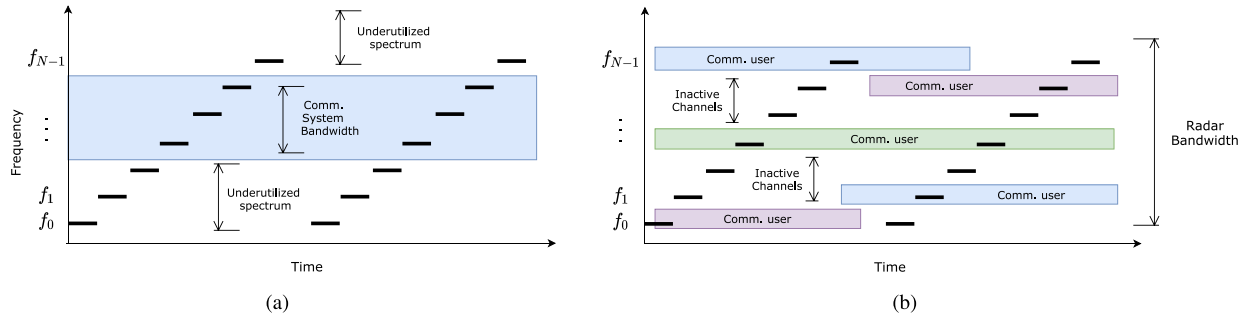 Underutilized
spectrum
f_{N-1}
Comm.
System
Bandwidth
Frequency
⋮
Underutilized
spectrum
f_1
f_0
Time
(a)
f_{N-1}
Comm. user
Inactive
Channels
Comm. user
⋮
Comm. user
Radar
Bandwidth
Inactive
Channels
f_1
Comm. user
f_0
Comm. user
Time
(b)